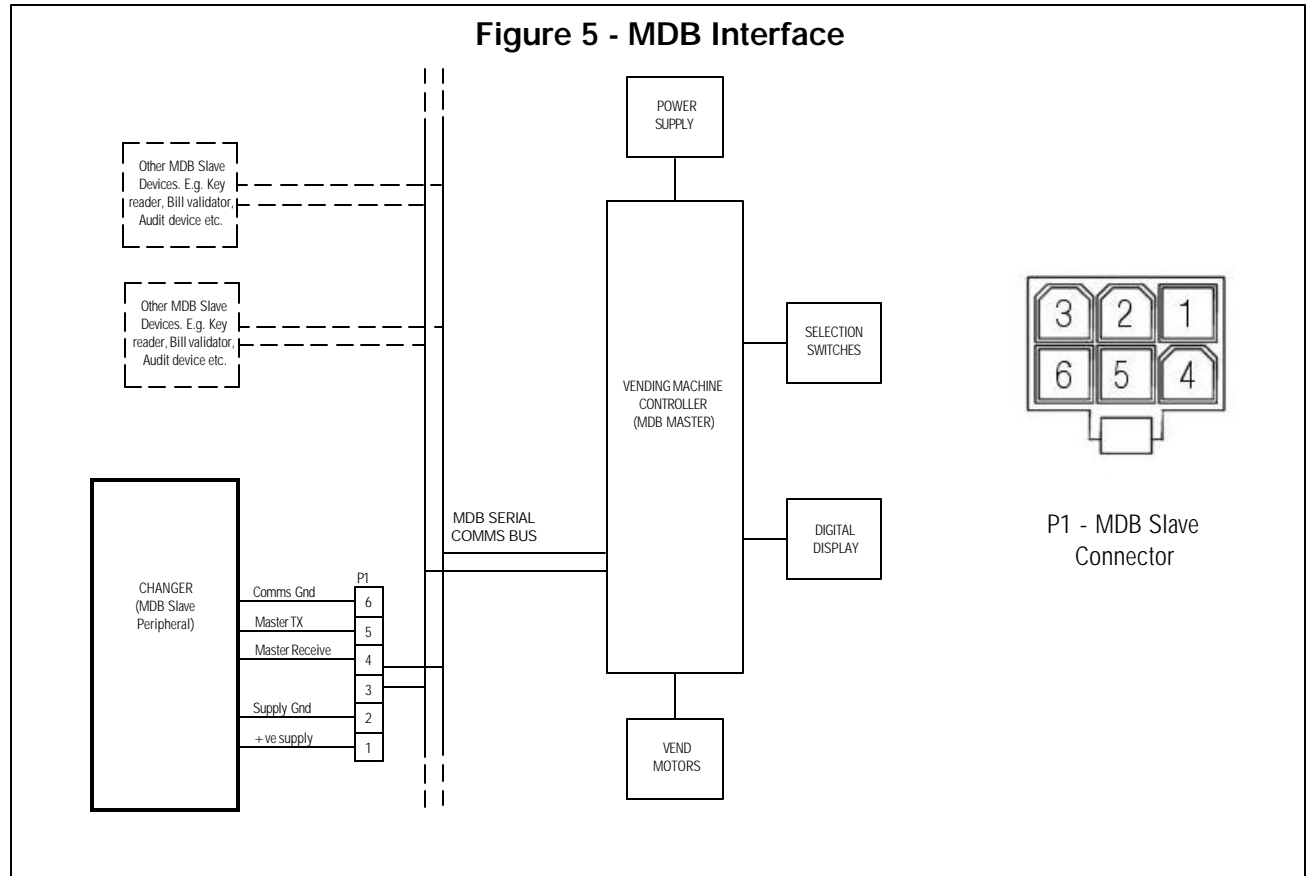 Figure 5 - MDB Interface
POWER
SUPPLY
Other MDB Slave
Devices. E.g. Key
reader, Bill validator,
Audit device etc.
Other MDB Slave
Devices. E.g. Key
reader, Bill validator,
Audit device etc.
VENDING MACHINE
CONTROLLER
(MDB MASTER)
SELECTION
SWITCHES
DIGITAL
DISPLAY
VEND
MOTORS
MDB SERIAL
COMMS BUS
CHANGER
(MDB Slave
Peripheral)
P1
Comms Gnd 6
Master TX 5
Master Receive 4
3
Supply Gnd 2
+ve supply 1
3 2 1
6 5 4
P1 - MDB Slave
Connector